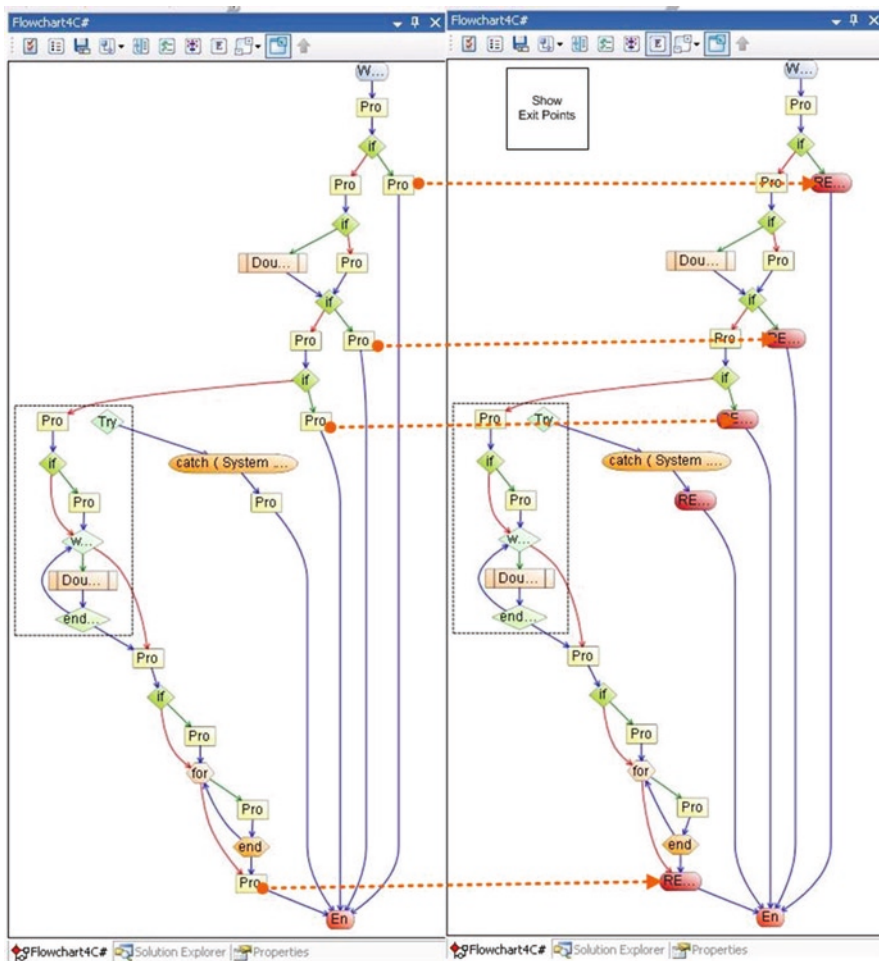 Flowchart4C#
E
W...
Pro
if
Pro
Pro
if
Dou...
Pro
if
Pro
Pro
if
Pro
Try
Pro
if
catch ( System ....
Pro
Pro
w...
Dou...
end...
Pro
if
Pro
for
Pro
end
Pro
En
Flowchart4C#
Solution Explorer
Properties
Flowchart4C#
E
Show
Exit Points
W...
Pro
if
Pro
RE...
if
Dou...
Pro
if
Pro
RE...
if
Pro
Try
RE...
if
catch ( System ....
Pro
RE...
w...
Dou...
end...
Pro
if
Pro
for
Pro
end
RE...
En
Flowchart4C#
Solution Explorer
Properties